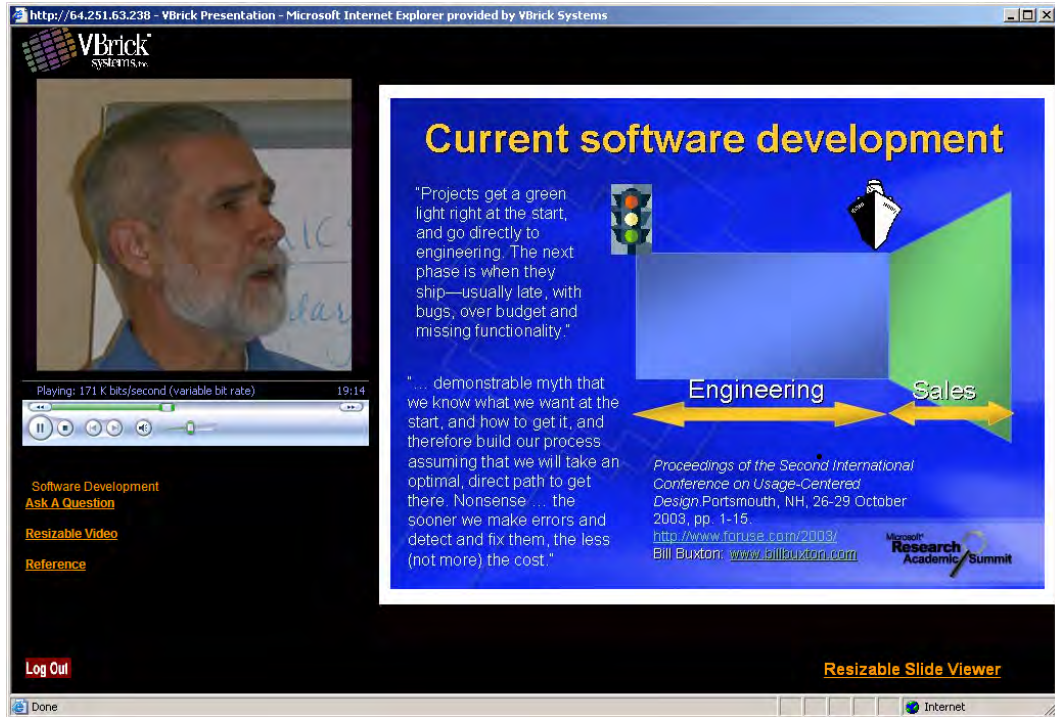 http://64.251.63.238 - VBrick Presentation - Microsoft Internet Explorer provided by VBrick Systems
VBrick
systems, inc.
Playing: 171 K bits/second (variable bit rate)
19:14
Software Development
Ask A Question
Resizable Video
Reference
Log Out
Current software development
"Projects get a green
light right at the start,
and go directly to
engineering. The next
phase is when they
ship—usually late, with
bugs, over budget and
missing functionality."
"... demonstrable myth that
we know what we want at the
start, and how to get it, and
therefore build our process
assuming that we will take an
optimal, direct path to get
there. Nonsense ... the
sooner we make errors and
detect and fix them, the less
(not more) the cost."
Engineering
Sales
Proceedings of the Second International
Conference on Usage-Centered
Design Portsmouth, NH, 26-29 October
2003, pp. 1-15.
http://www.foruse.com/2003/
Bill Buxton: www.billbuxton.com
Microsoft
Research
Academic Summit
Resizable Slide Viewer
Done
Internet